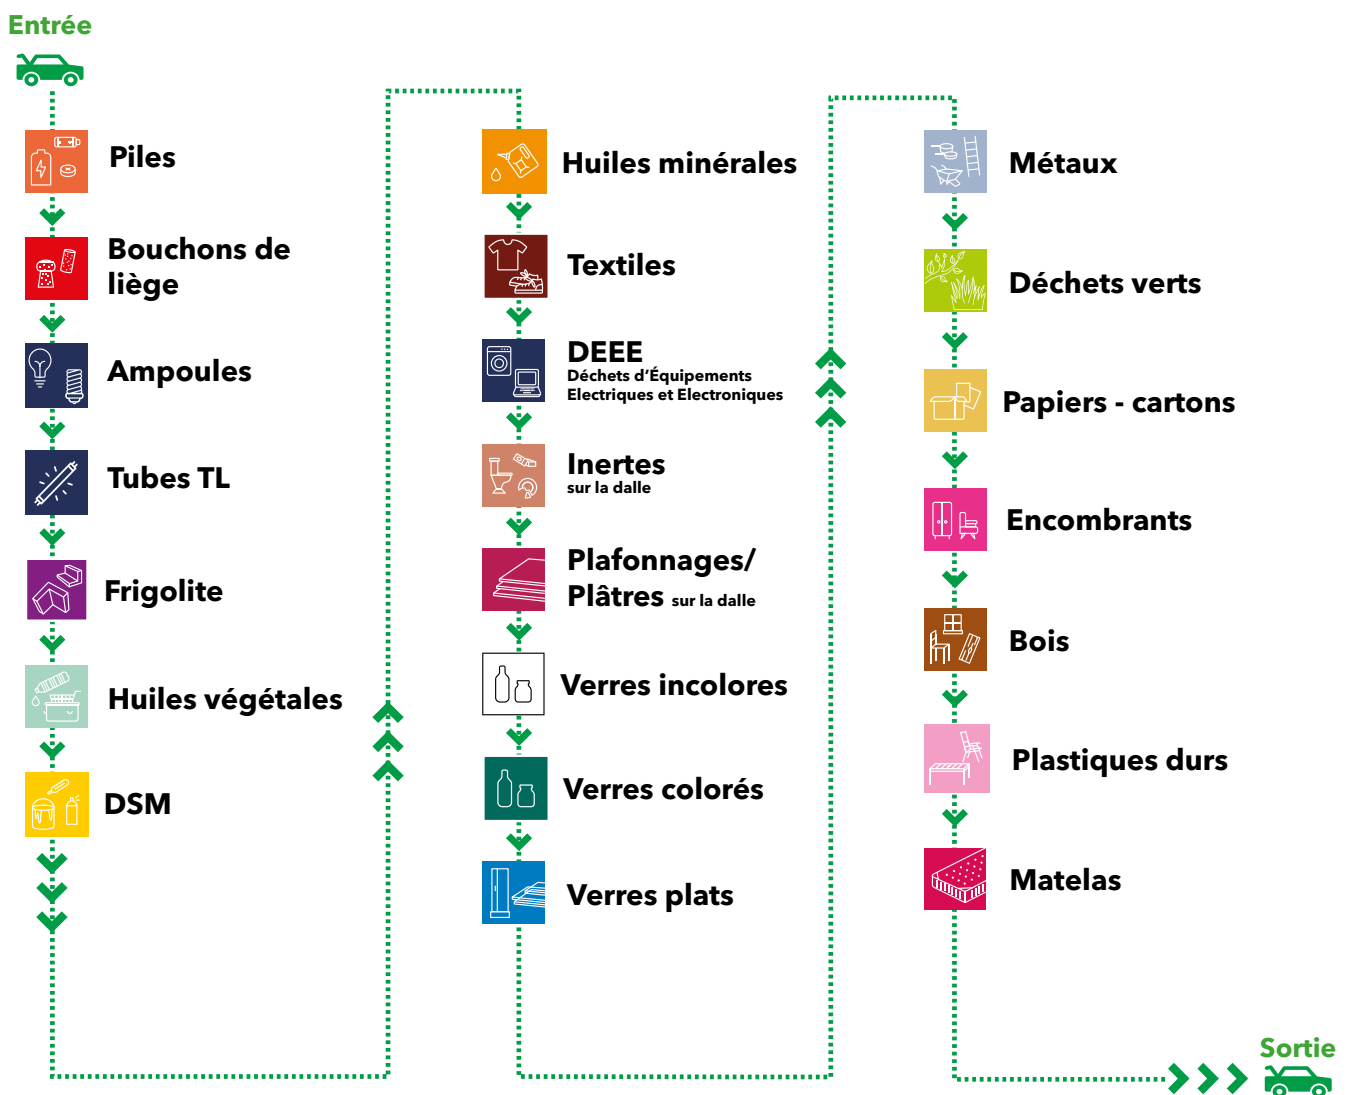 Entrée
Piles
Bouchons de
liège
Ampoules
Tubes TL
Frigolite
Huiles végétales
DSM
Huiles minérales
Textiles
DEEE
Déchets d’Équipements
Electriques et Electroniques
Inertes
sur la dalle
Plafonnages/
Plâtres sur la dalle
Verres incolores
Verres colorés
Verres plats
Métaux
Déchets verts
Papiers - cartons
Encombrants
Bois
Plastiques durs
Matelas
Sortie